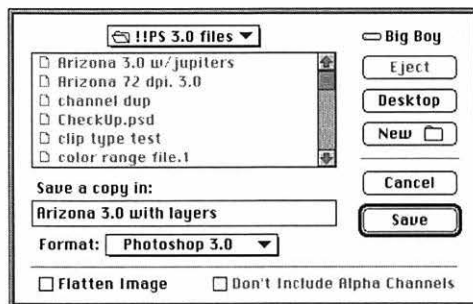 !!PS 3.0 files
Big Boy
Arizona 3.0 w/jupiters
Arizona 72 dpi. 3.0
channel dup
CheckUp.psd
clip type test
color range file.1
Eject
Desktop
New
Save a copy in:
Arizona 3.0 with layers
Cancel
Save
Format: Photoshop 3.0
Flatten Image
Don't Include Alpha Channels